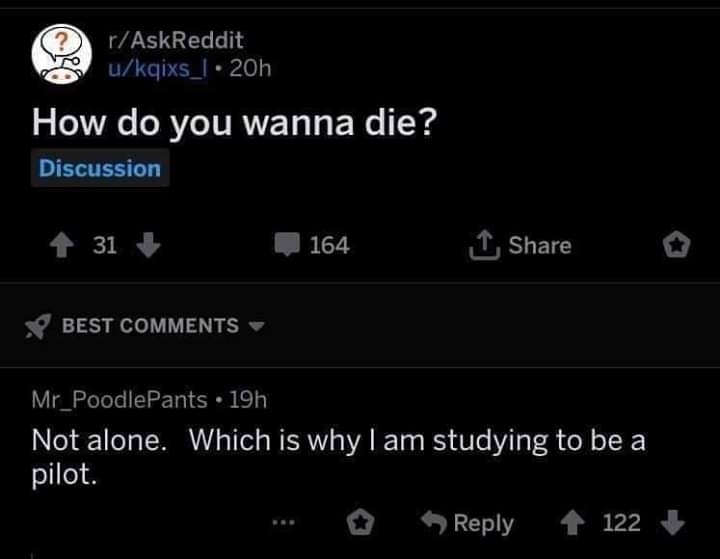 r/AskReddit
u/kqixs_l • 20h
How do you wanna die?
Discussion
31
164
Share
BEST COMMENTS
Mr_PoodlePants • 19h
Not alone. Which is why I am studying to be a
pilot.
... Reply 122